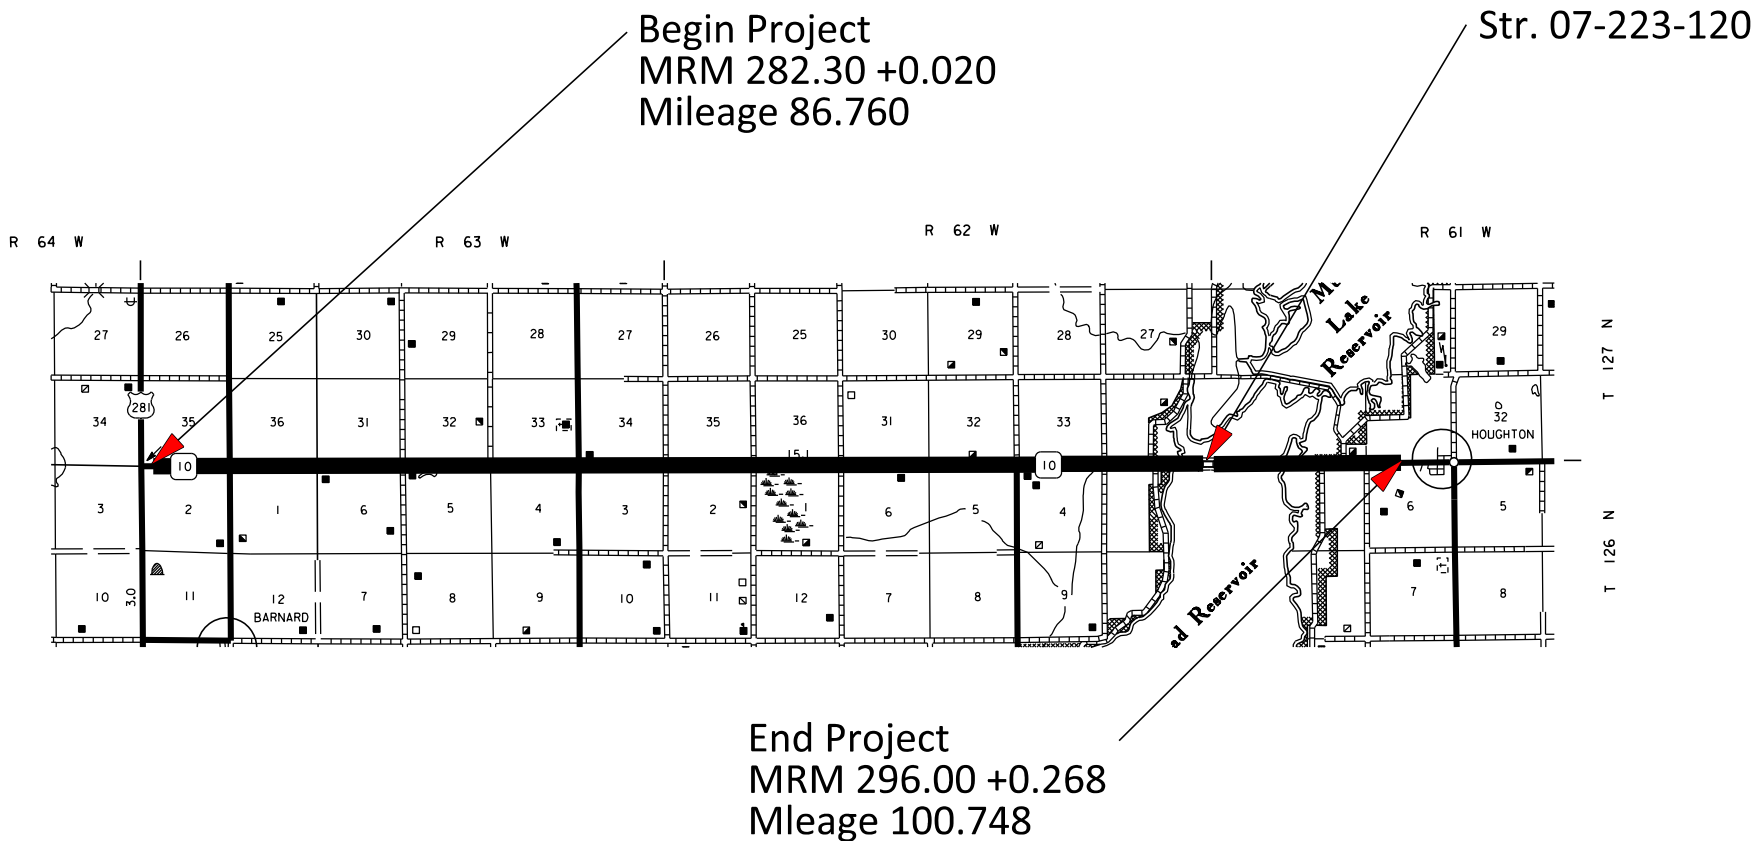 Begin Project
MRM 282.30 +0.020
Mileage 86.760
Str. 07-223-120
R 64 W
R 63 W
R 62 W
R 61 W
27 26 25 30 29 28 27 26 25 30 29 28 27 29
Lake
Reservoir
T 127 N
281
34 35 36 31 32 33 34 35 36 31 32 33 32
HOUGHTON
15.1
10 10
3 2 1 6 5 4 3 2 1 6 5 4 6 5
T 126 N
3.0
10 11 12 7 8 9 10 11 12 7 8 9 7 8
BARNARD
ad Reservoir
End Project
MRM 296.00 +0.268
Mleage 100.748